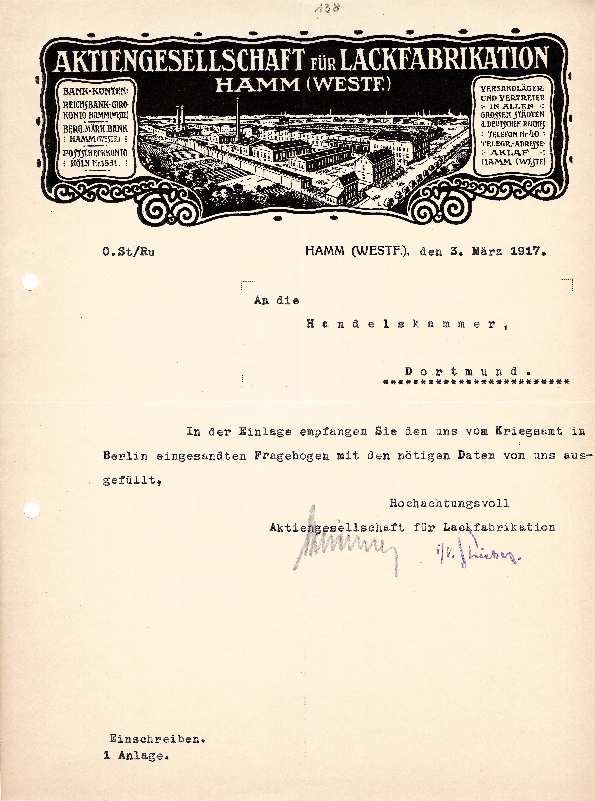 138
AKTIENGESELLSCHAFT FÜR LACKFABRIKATION
HAMM (WESTF.)
BANK-KONTEN:
REICHSBANK-GIRO-
KONTO HAMM(WESTF.)
BERG. MÄRK. BANK
HAMM (WESTF.)
POSTSCHECKKONTO
KÖLN
VERSANDLÄGER
UND VERTRETER
IN ALLEN
GROSSEN STÄDTEN
d. DEUTSCHEN REICHS
TELEFON Nr 40
TELEGR.-ADRESSE:
AKLAF
HAMM (WESTF.)
O.St/Ru
HAMM (WESTF.), den 3. März 1917.
An die
Handelskammer,
Dortmund.
************************
In der Einlage empfangen Sie den uns vom Kriegsamt in
Berlin eingesandten Fragebogen mit den nötigen Daten von uns aus-
gefüllt,
Hochachtungsvoll
Aktiengesellschaft für Lackfabrikation
Einschreiben.
1 Anlage.